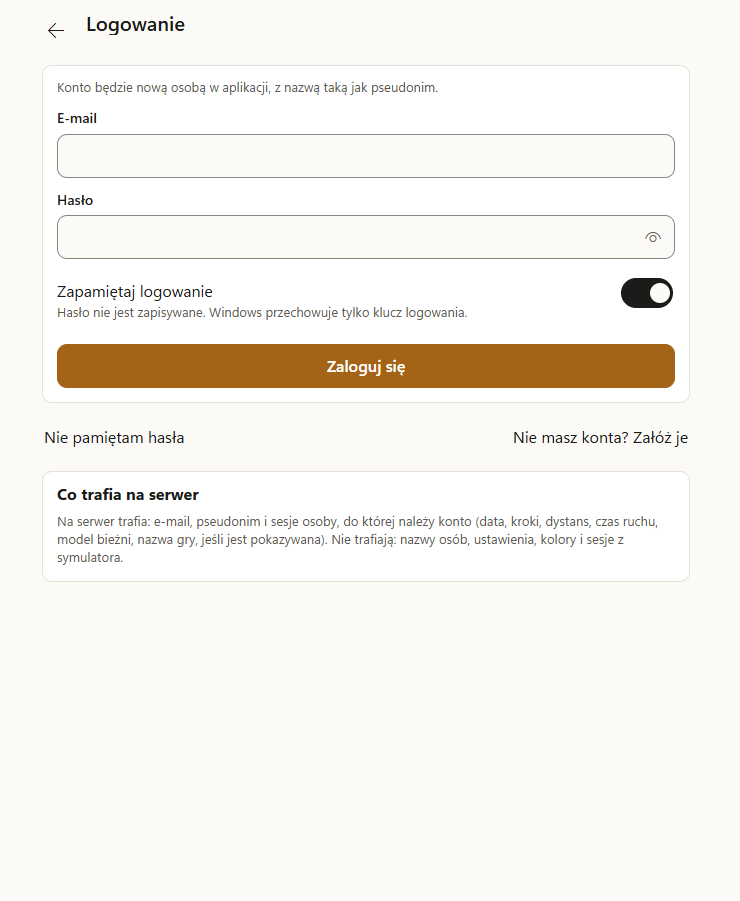 Logowanie
Konto będzie nową osobą w aplikacji, z nazwą taką jak pseudonim.
E-mail
Hasło
Zapamiętaj logowanie
Hasło nie jest zapisywane. Windows przechowuje tylko klucz logowania.
Zaloguj się
Nie pamiętam hasła
Nie masz konta? Załóż je
Co trafia na serwer
Na serwer trafia: e-mail, pseudonim i sesje osoby, do której należy konto (data, kroki, dystans, czas ruchu,
model bieżni, nazwa gry, jeśli jest pokazywana). Nie trafiają: nazwy osób, ustawienia, kolory i sesje z
symulatora.